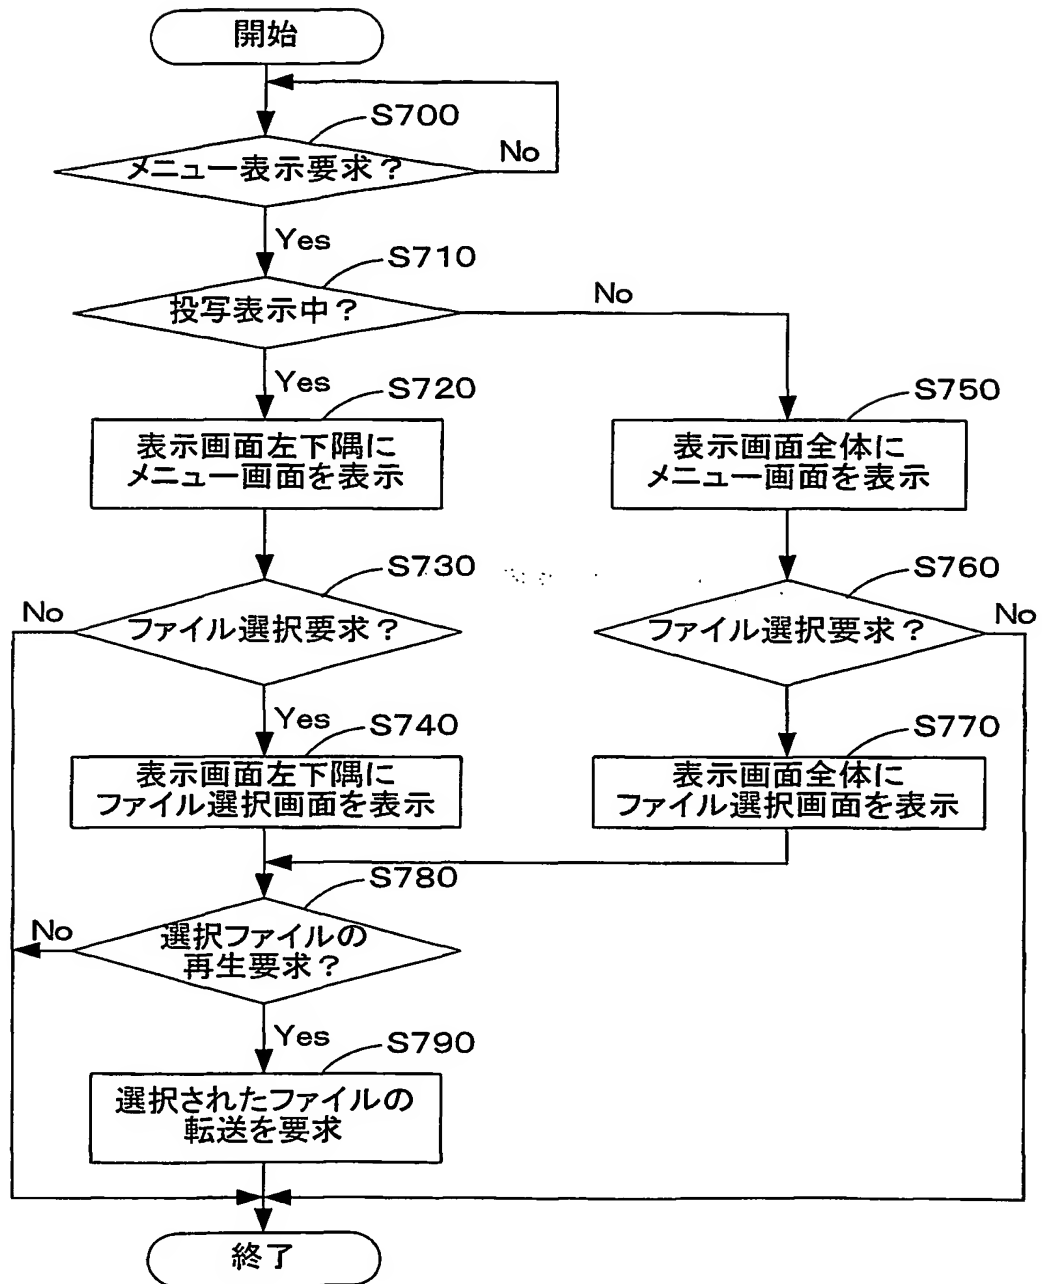 開始
S700
メニュー表示要求？
No
Yes
S710
投写表示中？
No
Yes
S720
表示画面左下隅に
メニュー画面を表示
S750
表示画面全体に
メニュー画面を表示
S730
No
ファイル選択要求？
S760
ファイル選択要求？
No
Yes
S740
表示画面左下隅に
ファイル選択画面を表示
S770
表示画面全体に
ファイル選択画面を表示
S780
No
選択ファイルの
再生要求？
Yes
S790
選択されたファイルの
転送を要求
終了